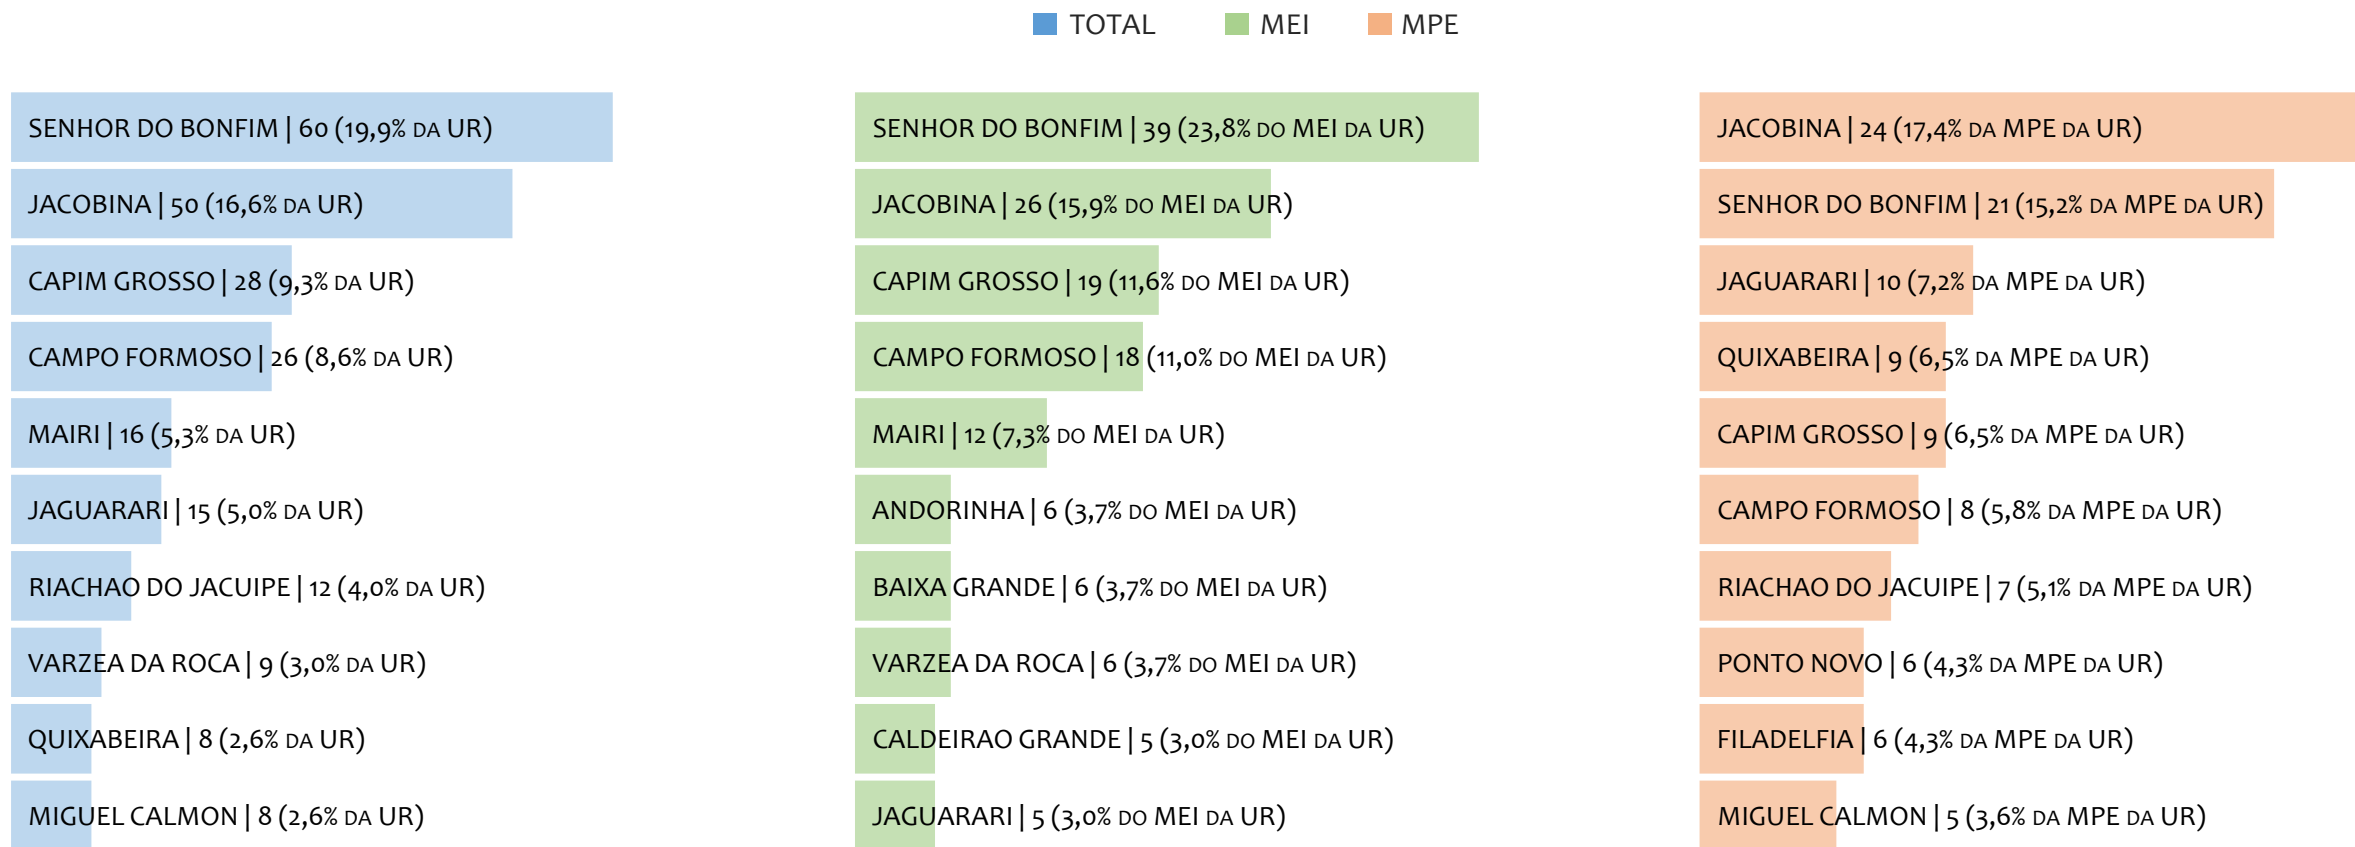 TOTAL MEI MPE
SENHOR DO BONFIM | 60 (19,9% DA UR)
JACOBINA | 50 (16,6% DA UR)
CAPIM GROSSO | 28 (9,3% DA UR)
CAMPO FORMOSO | 26 (8,6% DA UR)
MAIRI | 16 (5,3% DA UR)
JAGUARARI | 15 (5,0% DA UR)
RIACHAO DO JACUIPE | 12 (4,0% DA UR)
VARZEA DA ROCA | 9 (3,0% DA UR)
QUIXABEIRA | 8 (2,6% DA UR)
MIGUEL CALMON | 8 (2,6% DA UR)
SENHOR DO BONFIM | 39 (23,8% DO MEI DA UR)
JACOBINA | 26 (15,9% DO MEI DA UR)
CAPIM GROSSO | 19 (11,6% DO MEI DA UR)
CAMPO FORMOSO | 18 (11,0% DO MEI DA UR)
MAIRI | 12 (7,3% DO MEI DA UR)
ANDORINHA | 6 (3,7% DO MEI DA UR)
BAIXA GRANDE | 6 (3,7% DO MEI DA UR)
VARZEA DA ROCA | 6 (3,7% DO MEI DA UR)
CALDEIRAO GRANDE | 5 (3,0% DO MEI DA UR)
JAGUARARI | 5 (3,0% DO MEI DA UR)
JACOBINA | 24 (17,4% DA MPE DA UR)
SENHOR DO BONFIM | 21 (15,2% DA MPE DA UR)
JAGUARARI | 10 (7,2% DA MPE DA UR)
QUIXABEIRA | 9 (6,5% DA MPE DA UR)
CAPIM GROSSO | 9 (6,5% DA MPE DA UR)
CAMPO FORMOSO | 8 (5,8% DA MPE DA UR)
RIACHAO DO JACUIPE | 7 (5,1% DA MPE DA UR)
PONTO NOVO | 6 (4,3% DA MPE DA UR)
FILADELFIA | 6 (4,3% DA MPE DA UR)
MIGUEL CALMON | 5 (3,6% DA MPE DA UR)